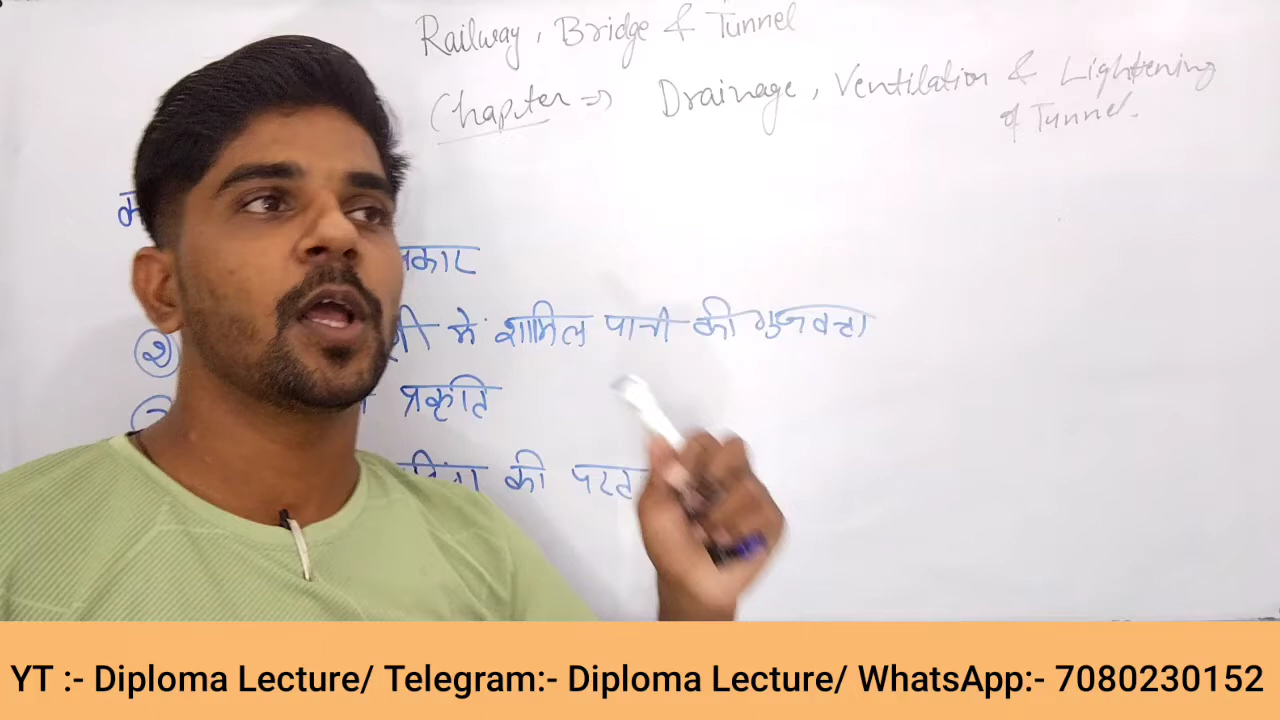 Railway, Bridge & Tunnel
Chapter => Drainage, Ventilation & Lightening
of Tunnel.
में शामिल पानी की गुणवत्ता
प्रकृति
की परत
YT :- Diploma Lecture/ Telegram:- Diploma Lecture/ WhatsApp:- 7080230152